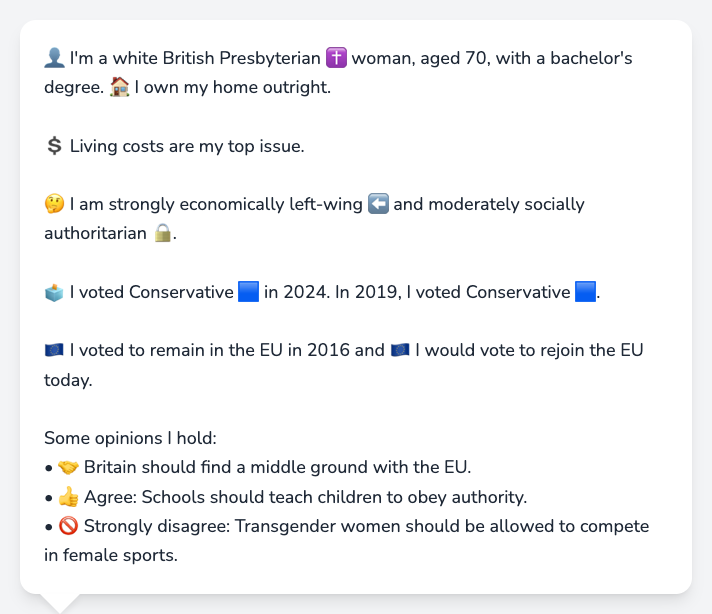 👤 I'm a white British Presbyterian ✝️ woman, aged 70, with a bachelor's
degree. 🏠 I own my home outright.
💲 Living costs are my top issue.
🤔 I am strongly economically left-wing ⬅️ and moderately socially
authoritarian 🔒.
🗳️ I voted Conservative 🟦 in 2024. In 2019, I voted Conservative 🟦.
🇪🇺 I voted to remain in the EU in 2016 and 🇪🇺 I would vote to rejoin the EU
today.
Some opinions I hold:
• 🤝 Britain should find a middle ground with the EU.
• 👍 Agree: Schools should teach children to obey authority.
• 🚫 Strongly disagree: Transgender women should be allowed to compete
in female sports.